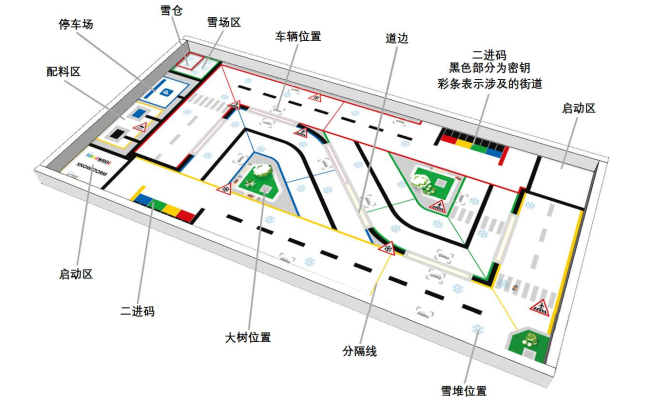 雪仓
雪场区
停车场
车辆位置
道边
二进码
黑色部分为密钥
彩条表示涉及的街道
配料区
启动区
启动区
二进码
大树位置
分隔线
雪堆位置
SNOWSTORM